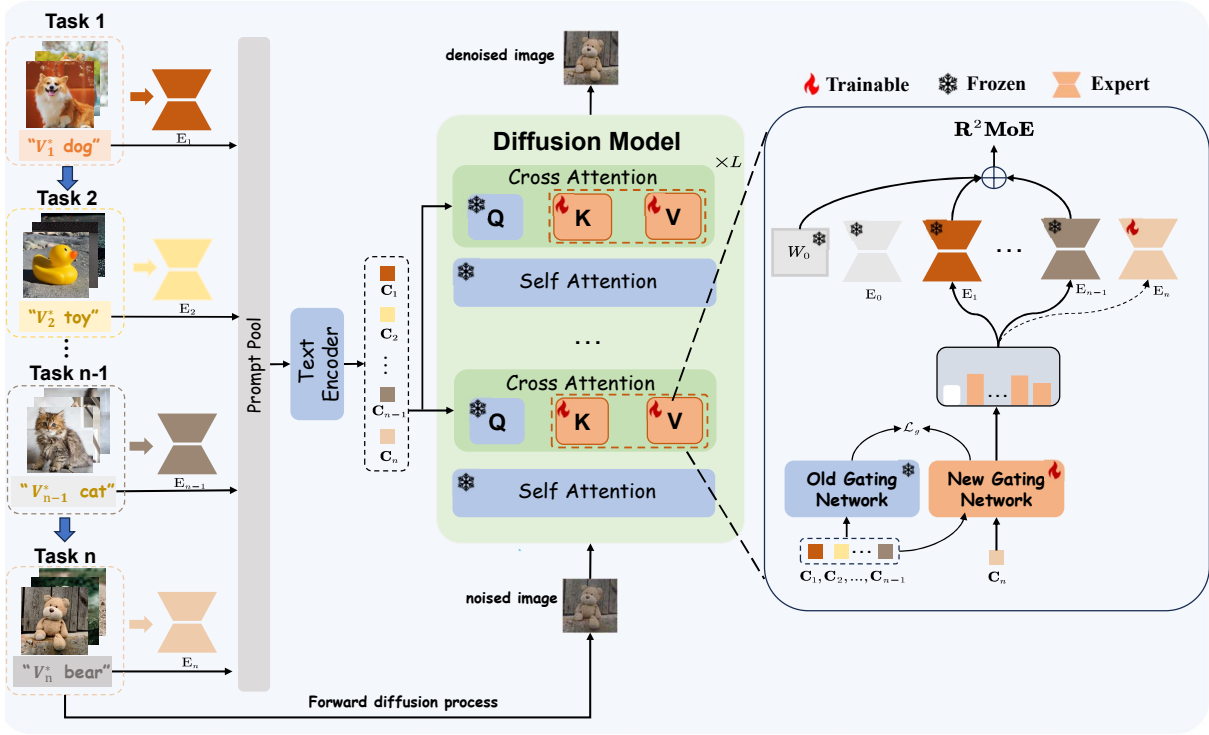 Task 1
"V₁* dog"
E₁
Task 2
"V₂* toy"
E₂
⋮
Task n-1
"Vₙ₋₁* cat"
Eₙ₋₁
Task n
"Vₙ* bear"
Eₙ
Prompt Pool
Text
Encoder
C₁
C₂
⋮
Cₙ₋₁
Cₙ
denoised image
Diffusion Model
×L
Cross Attention
Q K V
Self Attention
...
Cross Attention
Q K V
Self Attention
noised image
Forward diffusion process
Trainable Frozen Expert
R²MoE
W₀
E₀ E₁ ... Eₙ₋₁ Eₙ
...
ℒg
Old Gating
Network
New Gating
Network
...
C₁, C₂, ..., Cₙ₋₁
Cₙ